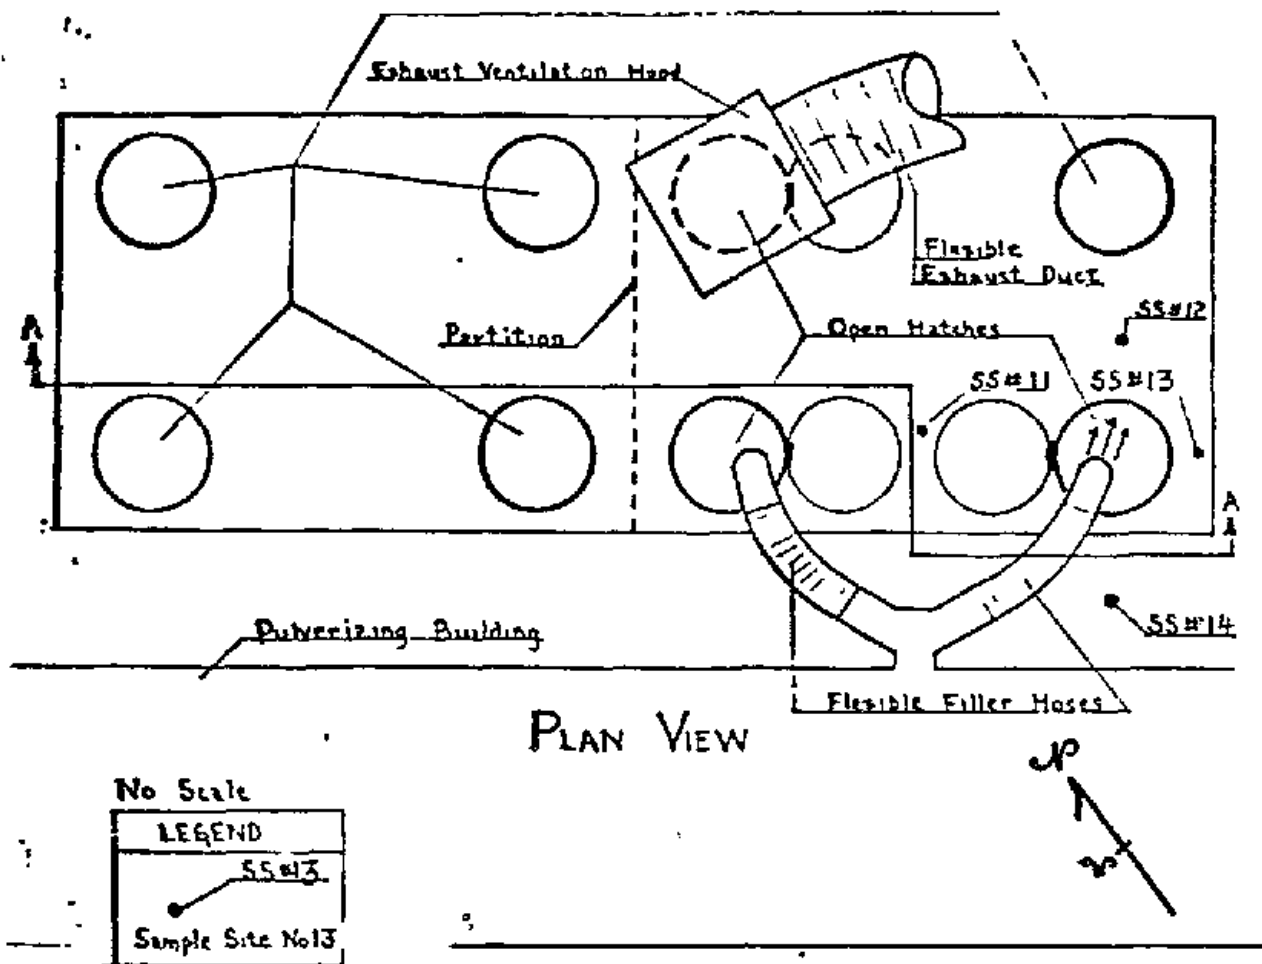 Exhaust Ventilation Hood
Flexible
Exhaust Duct
Partition
Open Hatches
SS#12
SS#11
SS#13
A
A
SS#14
Pulverizing Building
Flexible Filler Hoses
PLAN VIEW
N
No Scale
LEGEND
SS#13
Sample Site No13